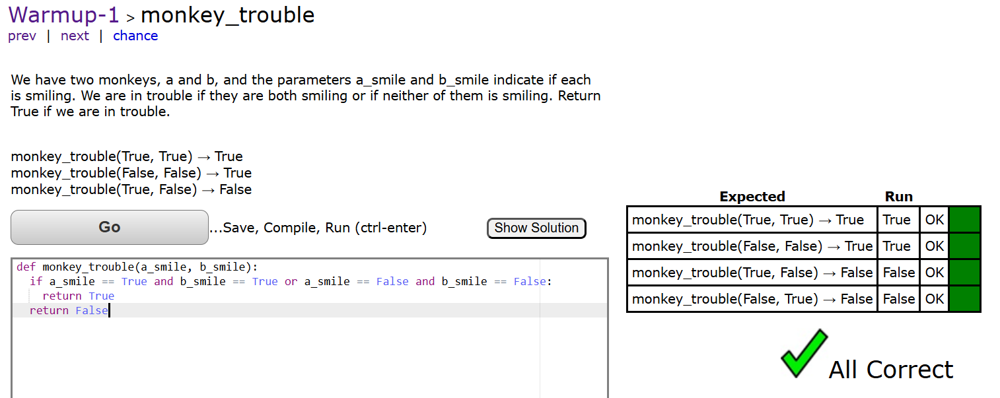 Warmup-1 > monkey_trouble
prev | next | chance
We have two monkeys, a and b, and the parameters a_smile and b_smile indicate if each
is smiling. We are in trouble if they are both smiling or if neither of them is smiling. Return
True if we are in trouble.
monkey_trouble(True, True) → True
monkey_trouble(False, False) → True
monkey_trouble(True, False) → False
Go ...Save, Compile, Run (ctrl-enter) Show Solution
def monkey_trouble(a_smile, b_smile):
  if a_smile == True and b_smile == True or a_smile == False and b_smile == False:
    return True
  return False
Expected Run
monkey_trouble(True, True) → True True OK
monkey_trouble(False, False) → True True OK
monkey_trouble(True, False) → False False OK
monkey_trouble(False, True) → False False OK
All Correct